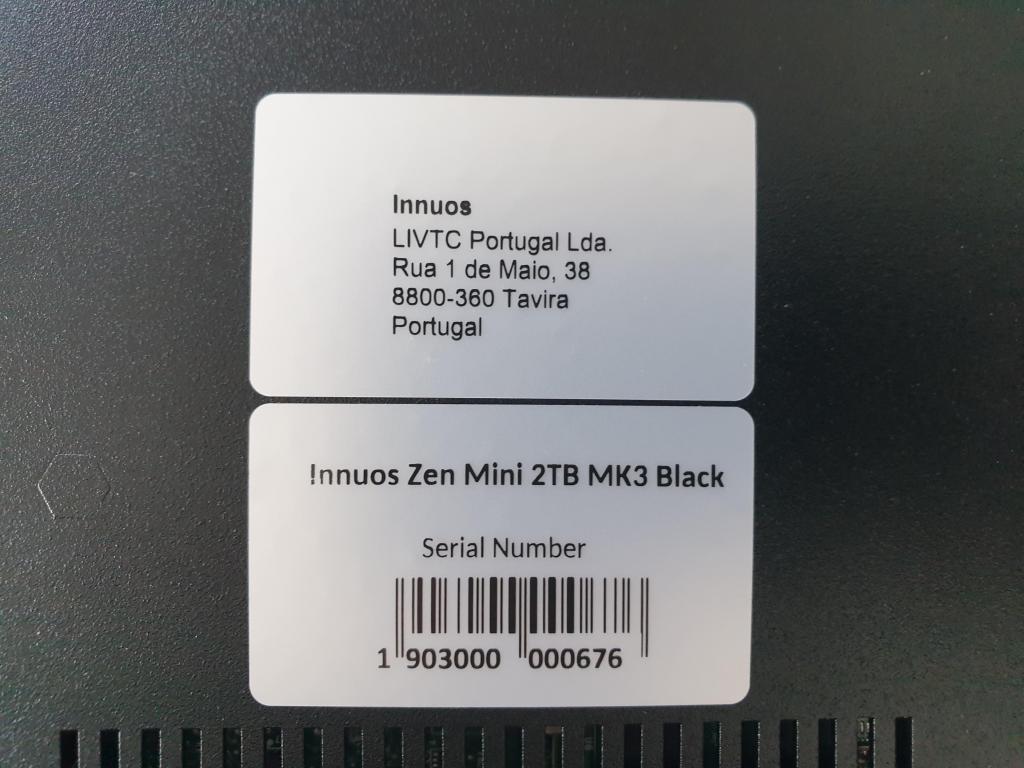 Innuos
LIVTC Portugal Lda.
Rua 1 de Maio, 38
8800-360 Tavira
Portugal
Innuos Zen Mini 2TB MK3 Black
Serial Number
1 903000 000676